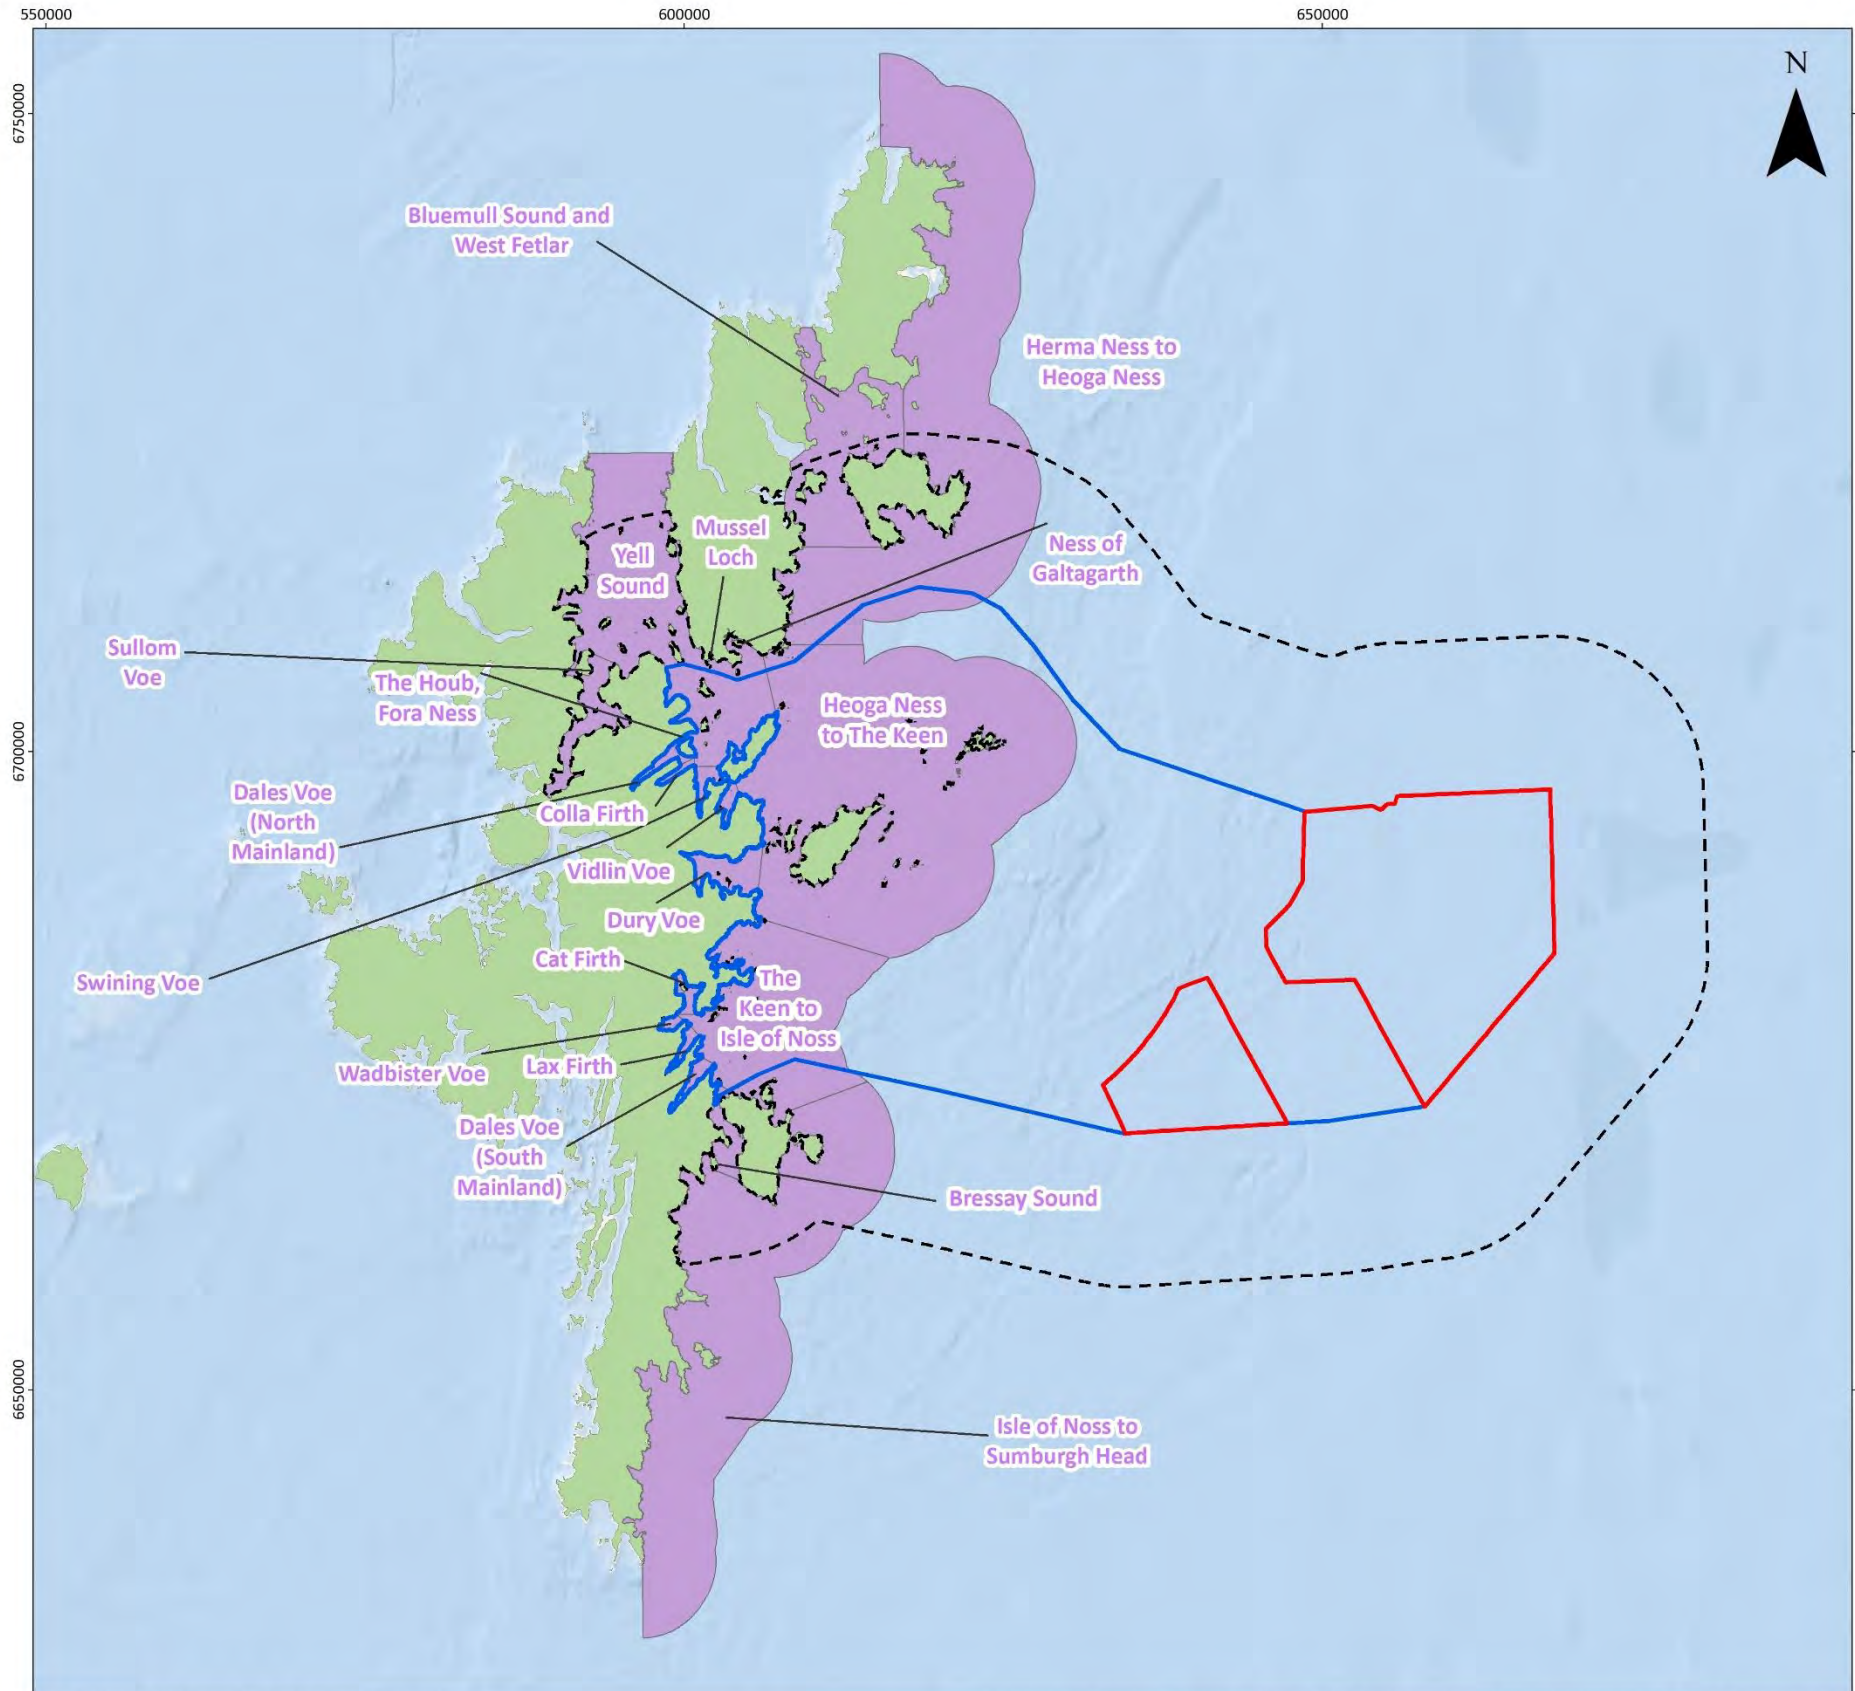 550000
600000
650000
N
6750000
Bluemull Sound and
West Fetlar
Herma Ness to
Heoga Ness
Mussel
Loch
Yell
Sound
Ness of
Galtagarth
Sullom
Voe
The Houb,
Fora Ness
Heoga Ness
to The Keen
6700000
Dales Voe
(North
Mainland)
Colla Firth
Vidlin Voe
Dury Voe
Cat Firth
Swining Voe
The
Keen to
Isle of Noss
Wadbister Voe
Lax Firth
Dales Voe
(South
Mainland)
Bressay Sound
6650000
Isle of Noss to
Sumburgh Head